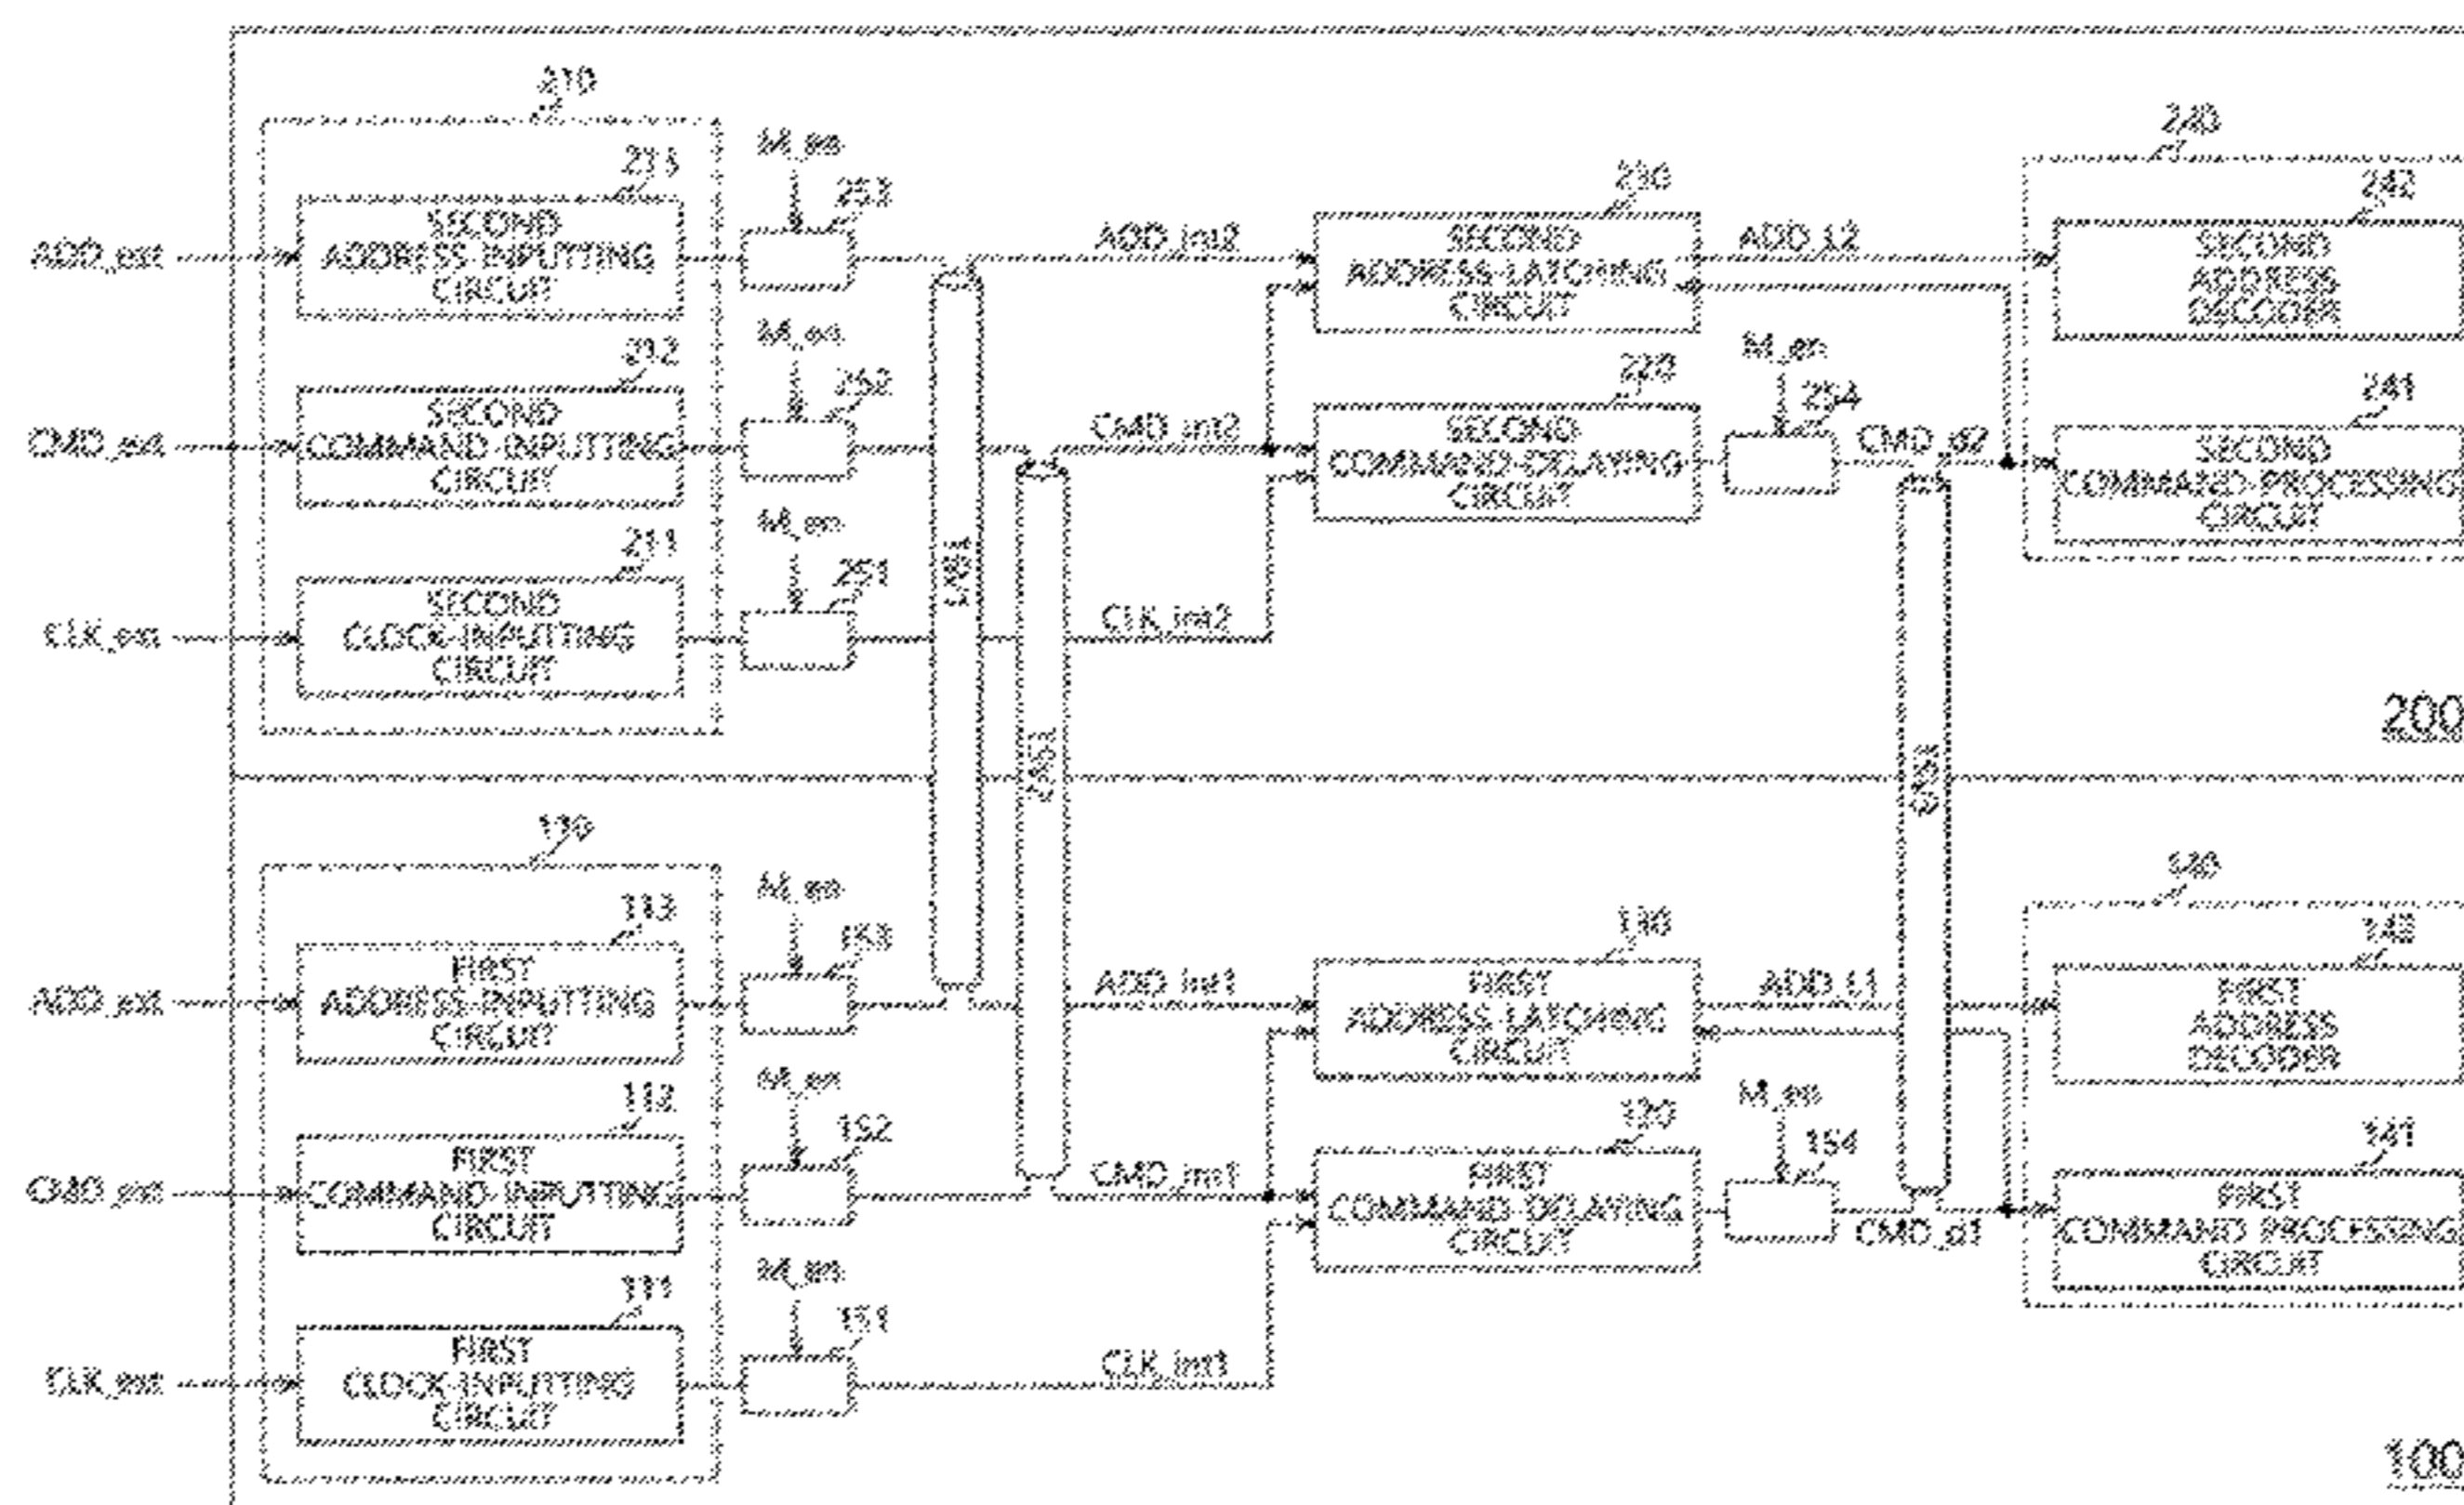 210
213
M_en
253
ADD_ext
SECOND
ADDRESS-INPUTTING
CIRCUIT
ADD_int2
230
SECOND
ADDRESS-LATCHING
CIRCUIT
ADD_L2
240
242
SECOND
ADDRESS
DECODER
212
M_en
252
CMD_ext
SECOND
COMMAND-INPUTTING
CIRCUIT
CMD_int2
220
SECOND
COMMAND-DELAYING
CIRCUIT
M_en
254
CMD_d2
241
SECOND
COMMAND-PROCESSING
CIRCUIT
211
M_en
251
CLK_ext
SECOND
CLOCK-INPUTTING
CIRCUIT
CLK_int2
200
110
113
M_en
153
ADD_ext
FIRST
ADDRESS-INPUTTING
CIRCUIT
ADD_int1
130
FIRST
ADDRESS-LATCHING
CIRCUIT
ADD_L1
140
142
FIRST
ADDRESS
DECODER
112
M_en
152
CMD_ext
FIRST
COMMAND-INPUTTING
CIRCUIT
CMD_int1
120
FIRST
COMMAND-DELAYING
CIRCUIT
M_en
154
CMD_d1
141
FIRST
COMMAND PROCESSING
CIRCUIT
111
M_en
151
CLK_ext
FIRST
CLOCK-INPUTTING
CIRCUIT
CLK_int1
100